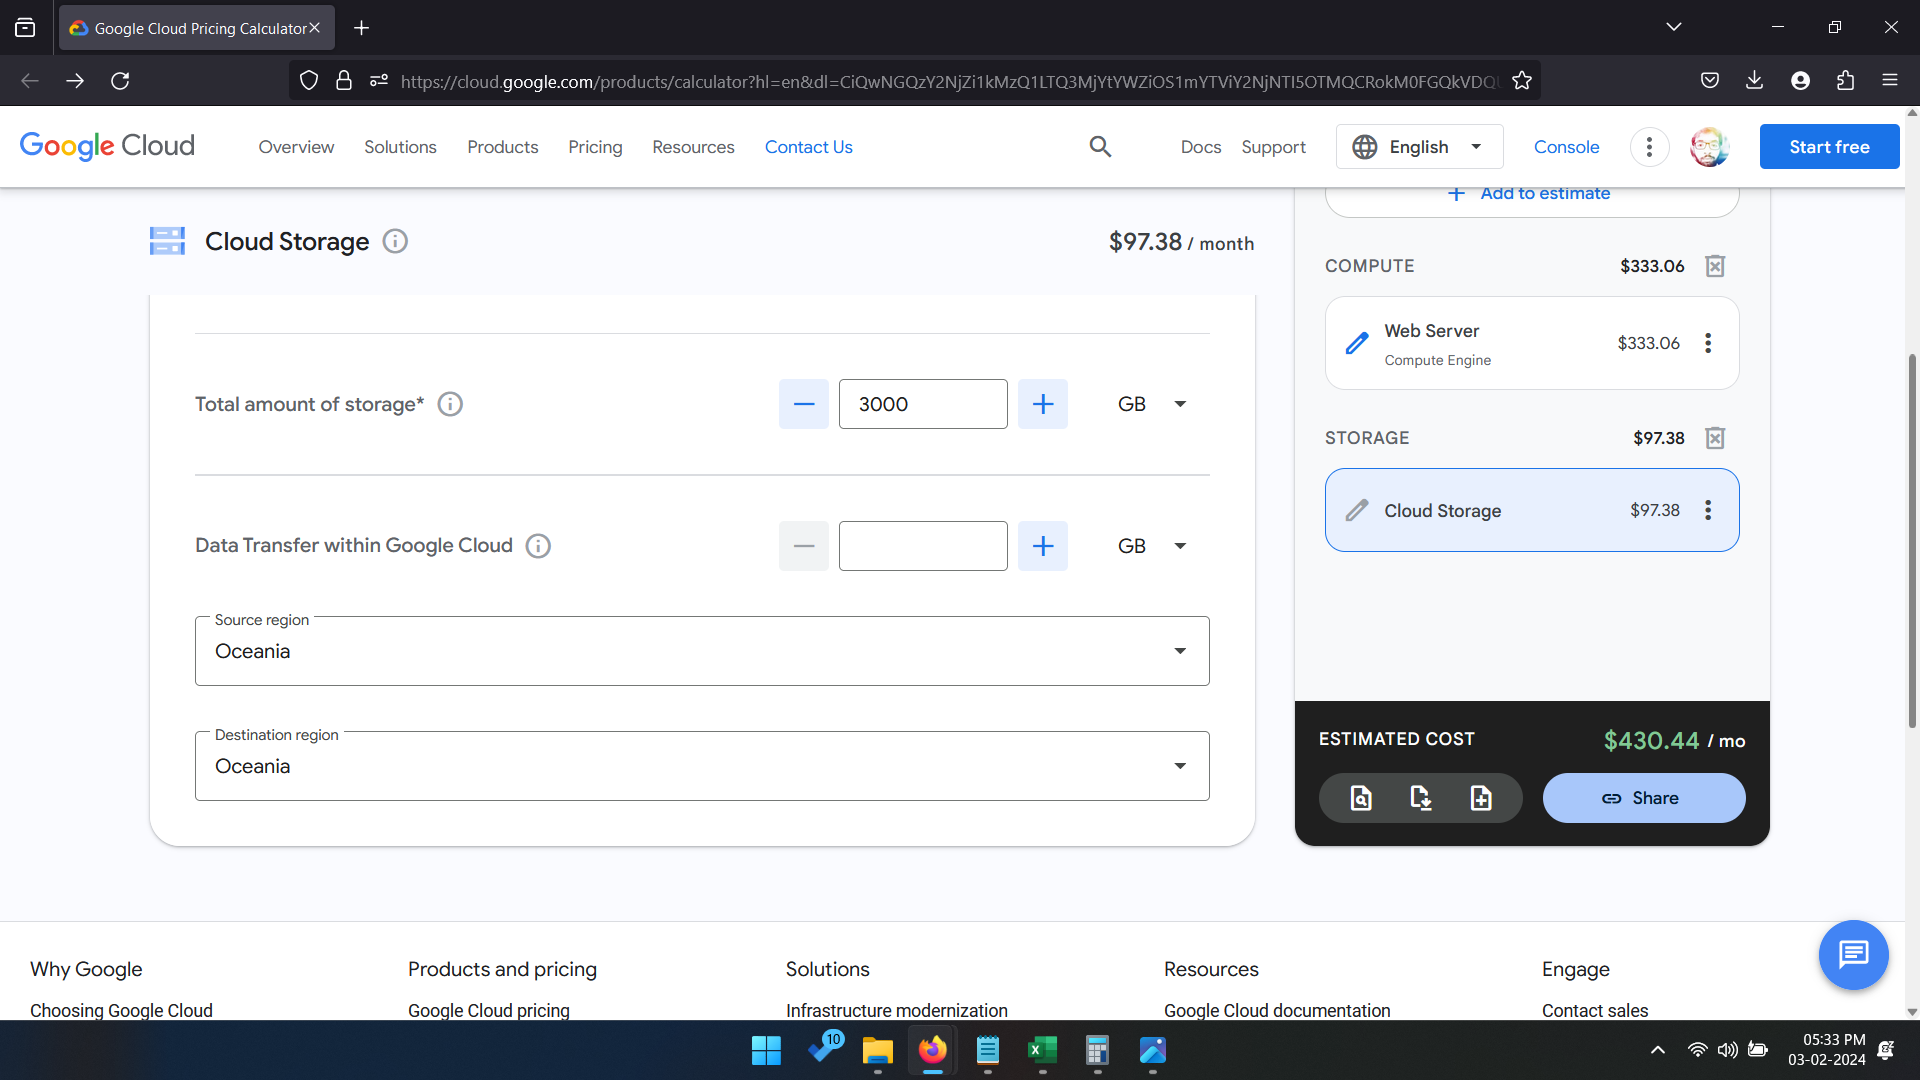 Google Cloud Pricing Calculator
https://cloud.google.com/products/calculator?hl=en&dl=CiQwNGQzY2NjZi1kMzQ1LTQ3MjYtYWZiOS1mYTViY2NjNTI5OTMQCRokM0FGQkVDQ
Google Cloud
Overview
Solutions
Products
Pricing
Resources
Contact Us
Docs
Support
English
Console
Start free
Cloud Storage
$97.38 / month
Total amount of storage*
3000
GB
Data Transfer within Google Cloud
GB
Source region
Oceania
Destination region
Oceania
Add to estimate
COMPUTE
$333.06
Web Server
Compute Engine
$333.06
STORAGE
$97.38
Cloud Storage
$97.38
ESTIMATED COST
$430.44 / mo
Share
Why Google
Choosing Google Cloud
Products and pricing
Google Cloud pricing
Solutions
Infrastructure modernization
Resources
Google Cloud documentation
Engage
Contact sales
10
05:33 PM
03-02-2024